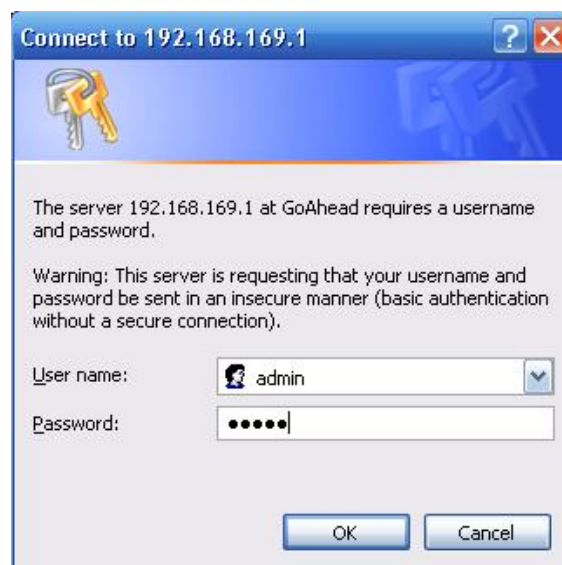 Connect to 192.168.169.1
The server 192.168.169.1 at GoAhead requires a username
and password.
Warning: This server is requesting that your username and
password be sent in an insecure manner (basic authentication
without a secure connection).
User name:
admin
Password:
•••••
OK
Cancel